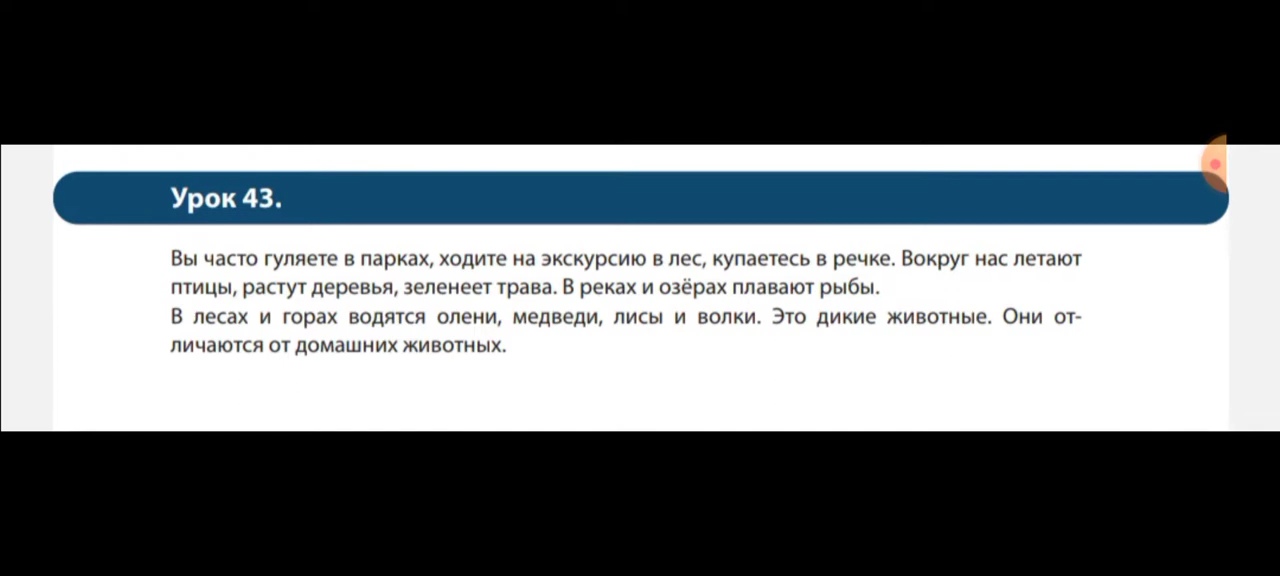 Урок 43.
Вы часто гуляете в парках, ходите на экскурсию в лес, купаетесь в речке. Вокруг нас летают
птицы, растут деревья, зеленеет трава. В реках и озёрах плавают рыбы.
В лесах и горах водятся олени, медведи, лисы и волки. Это дикие животные. Они от-
личаются от домашних животных.